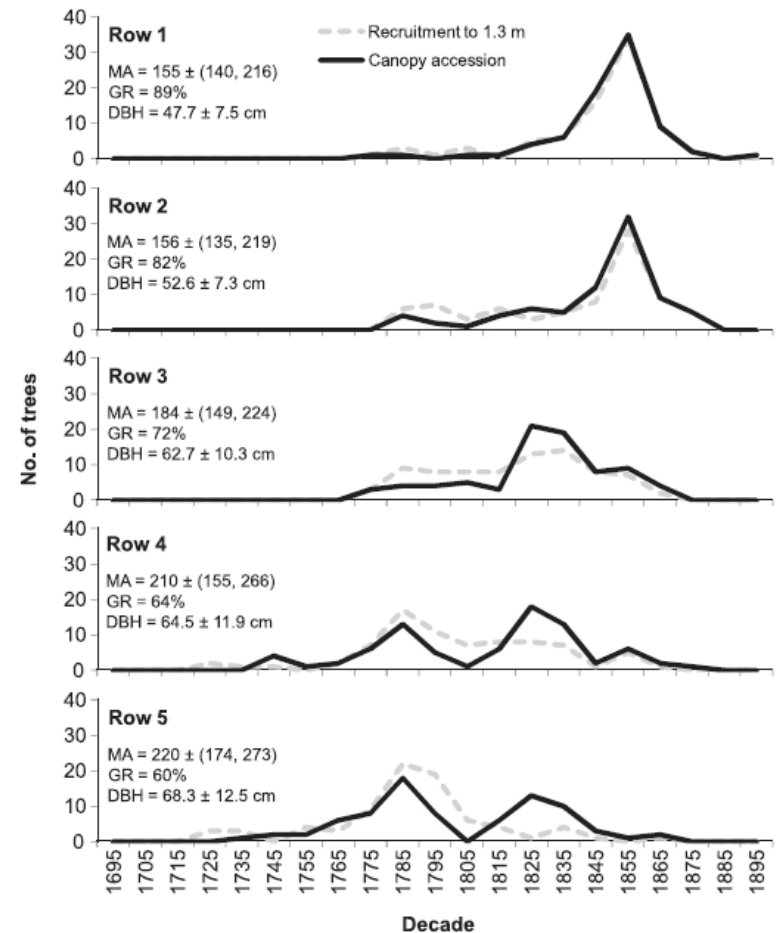 40
30
20
10
0
Row 1
MA = 155 ± (140, 216)
GR = 89%
DBH = 47.7 ± 7.5 cm
Recruitment to 1.3 m
Canopy accession
40
30
20
10
0
Row 2
MA = 156 ± (135, 219)
GR = 82%
DBH = 52.6 ± 7.3 cm
No. of trees
40
30
20
10
0
Row 3
MA = 184 ± (149, 224)
GR = 72%
DBH = 62.7 ± 10.3 cm
40
30
20
10
0
Row 4
MA = 210 ± (155, 266)
GR = 64%
DBH = 64.5 ± 11.9 cm
40
30
20
10
0
Row 5
MA = 220 ± (174, 273)
GR = 60%
DBH = 68.3 ± 12.5 cm
1695 1705 1715 1725 1735 1745 1755 1765 1775 1785 1795 1805 1815 1825 1835 1845 1855 1865 1875 1885 1895
Decade